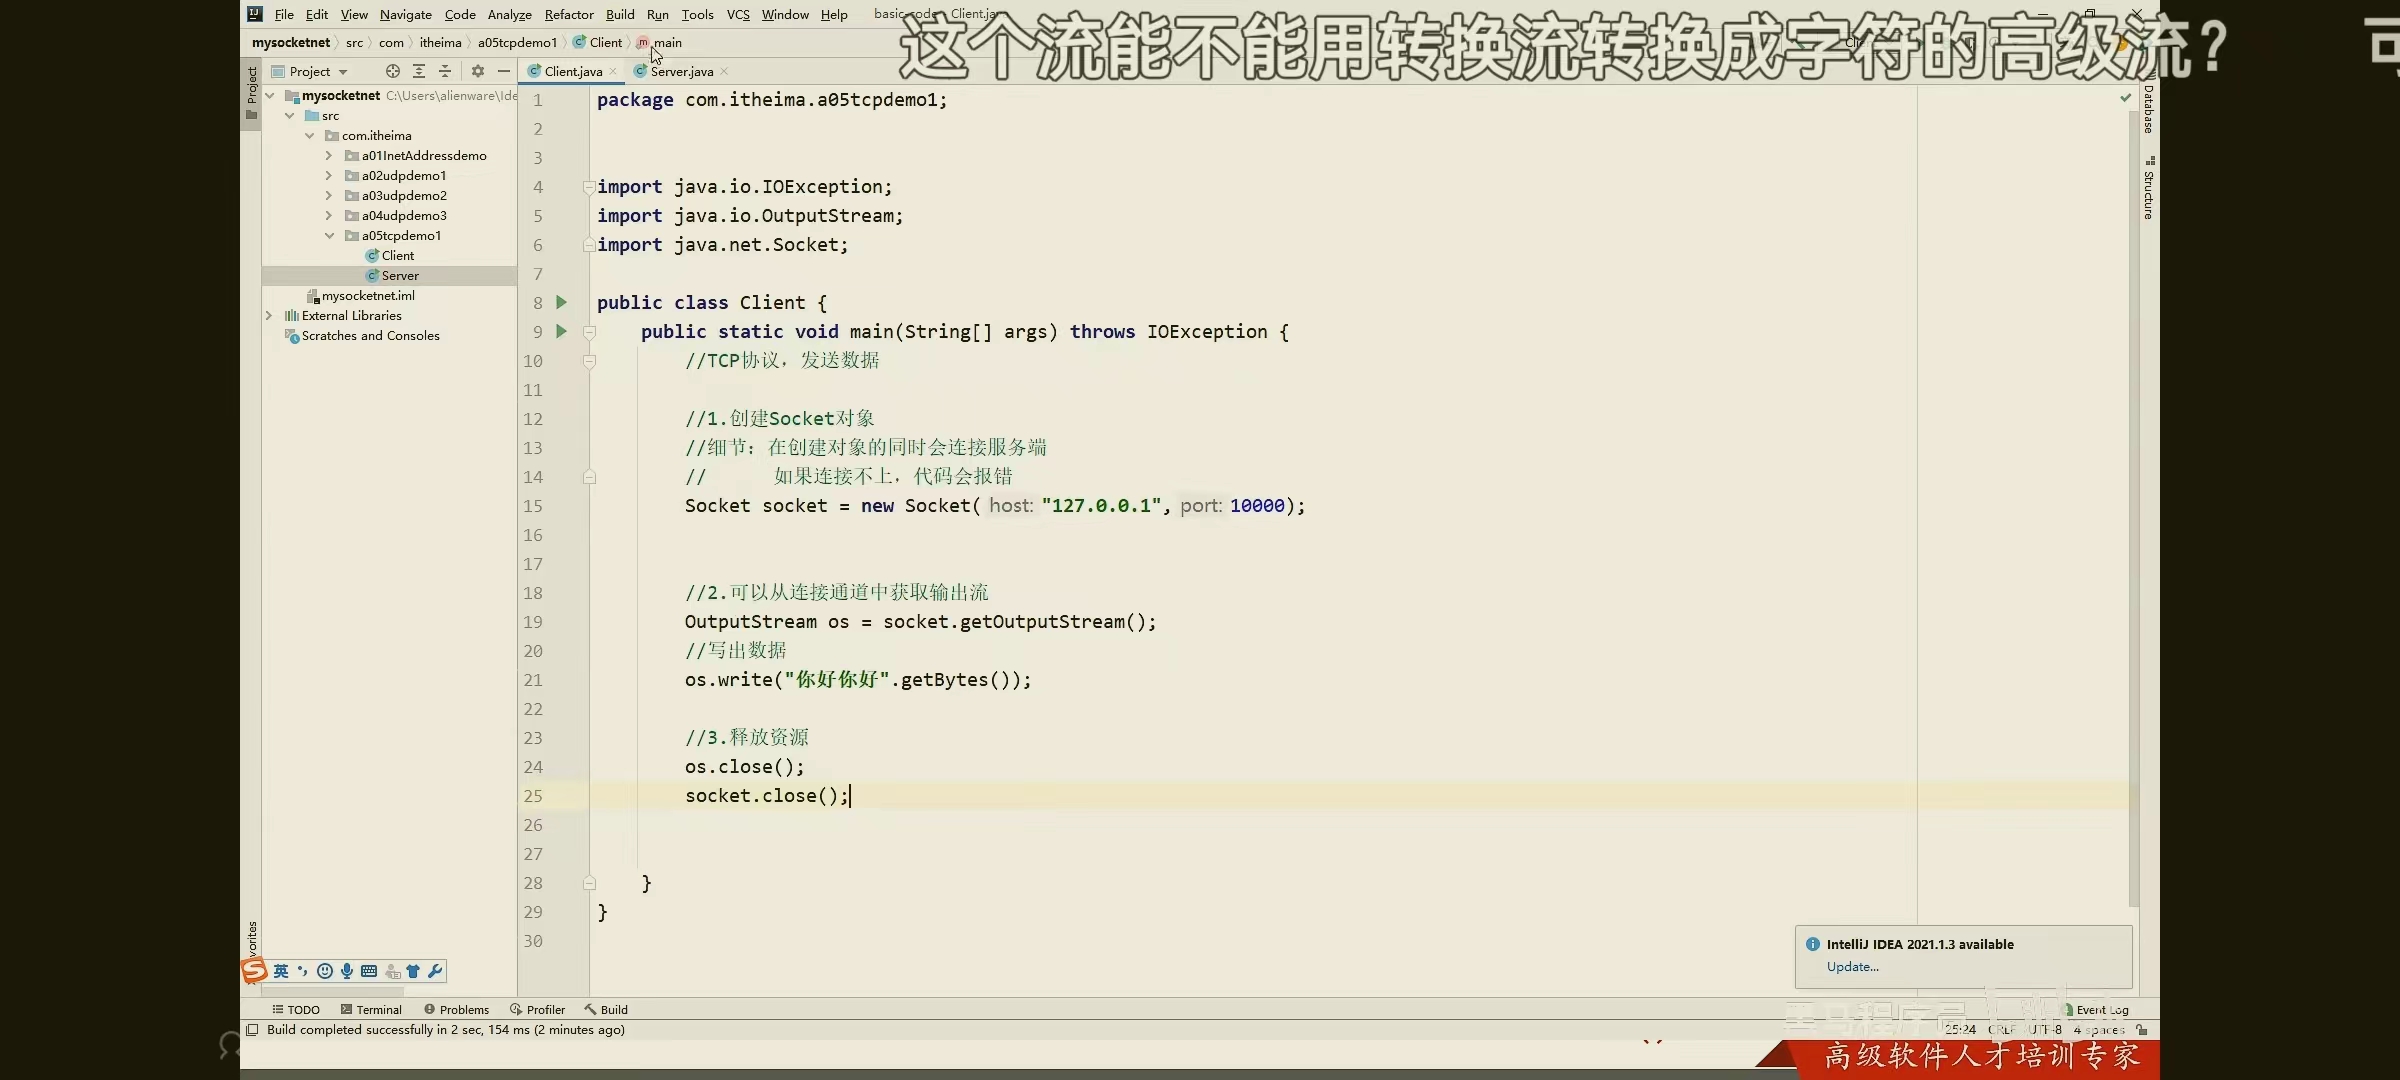 File Edit View Navigate Code Analyze Refactor Build Run Tools VCS Window Help
这个流能不能用转换流转换成字符的高级流?
mysocketnet src com itheima a05tcpdemo1 Client main
Project
Client.java
Server.java
mysocketnet C:\Users\alienware\Ide
src
com.itheima
a01InetAddressdemo
a02udpdemo1
a03udpdemo2
a04udpdemo3
a05tcpdemo1
Client
Server
mysocketnet.iml
External Libraries
Scratches and Consoles
Project
1 package com.itheima.a05tcpdemo1;
2
3
4 import java.io.IOException;
5 import java.io.OutputStream;
6 import java.net.Socket;
7
8 public class Client {
9 public static void main(String[] args) throws IOException {
10 //TCP协议，发送数据
11
12 //1.创建Socket对象
13 //细节：在创建对象的同时会连接服务端
14 // 如果连接不上，代码会报错
15 Socket socket = new Socket( host: "127.0.0.1", port: 10000);
16
17
18 //2.可以从连接通道中获取输出流
19 OutputStream os = socket.getOutputStream();
20 //写出数据
21 os.write("你好你好".getBytes());
22
23 //3.释放资源
24 os.close();
25 socket.close();
26
27
28 }
29 }
30
Database
Structure
英
IntelliJ IDEA 2021.1.3 available
Update...
TODO Terminal Problems Profiler Build
Event Log
Build completed successfully in 2 sec, 154 ms (2 minutes ago)
25:24 CRLF UTF-8 4 spaces
黑马程序员
高级软件人才培训专家